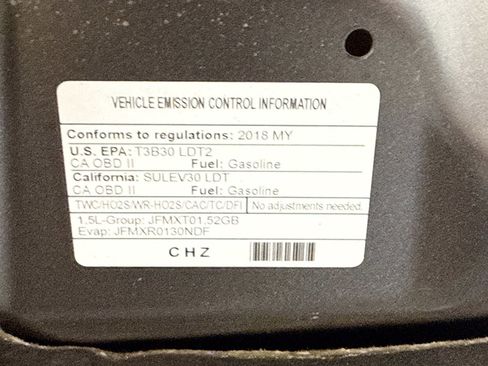 VEHICLE EMISSION CONTROL INFORMATION
Conforms to regulations: 2018 MY
U.S. EPA: T3B30 LDT2
CA OBD II Fuel: Gasoline
California: SULEV30 LDT
CA OBD II Fuel: Gasoline
TWC/HO2S/WR-HO2S/CAC/TC/DFI No adjustments needed.
1.5L-Group: JFMXT01.52GB
Evap: JFMXR0130NDF
CHZ